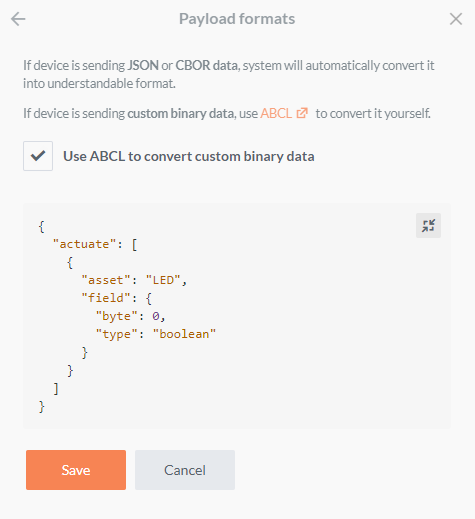 Payload formats
If device is sending JSON or CBOR data, system will automatically convert it
into understandable format.
If device is sending custom binary data, use ABCL to convert it yourself.
Use ABCL to convert custom binary data
{
  "actuate": [
    {
      "asset": "LED",
      "field": {
        "byte": 0,
        "type": "boolean"
      }
    }
  ]
}
Save Cancel